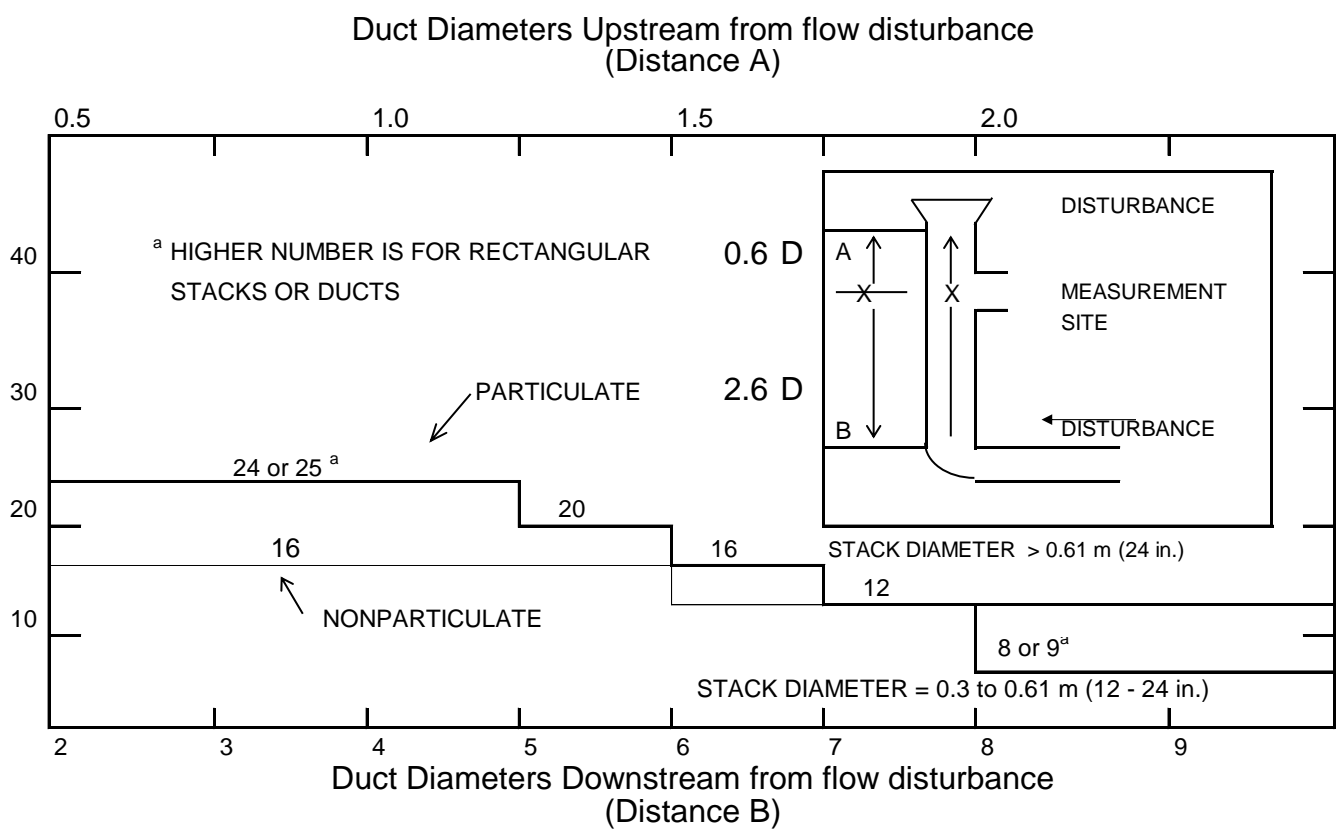 Duct Diameters Upstream from flow disturbance
(Distance A)
0.5 1.0 1.5 2.0
DISTURBANCE
a HIGHER NUMBER IS FOR RECTANGULAR
STACKS OR DUCTS
0.6 D
A
40
X X
MEASUREMENT
SITE
30
PARTICULATE
2.6 D
B
DISTURBANCE
24 or 25 a
20
20
16
16
STACK DIAMETER > 0.61 m (24 in.)
12
10
NONPARTICULATE
8 or 9a
STACK DIAMETER = 0.3 to 0.61 m (12 - 24 in.)
2 3 4 5 6 7 8 9
Duct Diameters Downstream from flow disturbance
(Distance B)